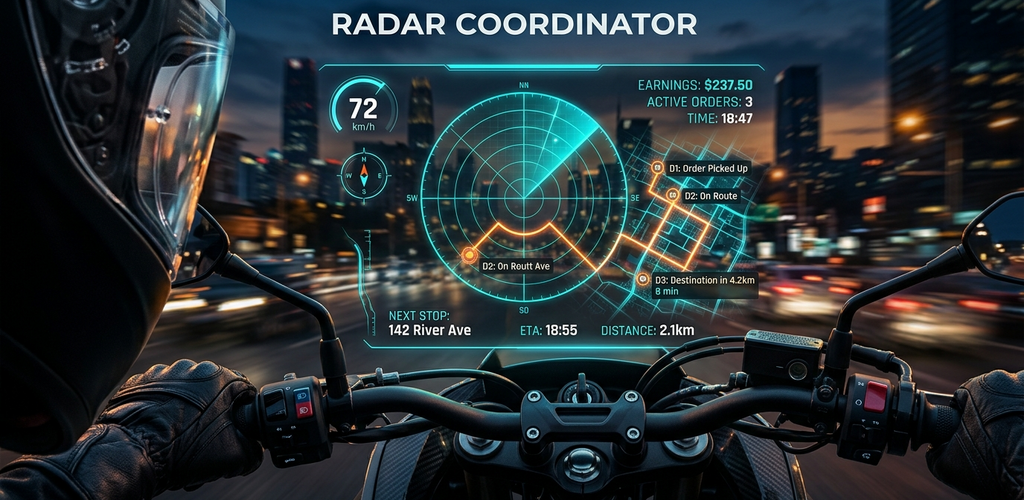 RADAR COORDINATOR
72
km/h
N
W
E
S
NN
SW
SE
SO
EARNINGS: $237.50
ACTIVE ORDERS: 3
TIME: 18:47
D1: Order Picked Up
D2: On Route
D2: On Routt Ave
D3: Destination in 4.2km
8 min
NEXT STOP:
142 River Ave
ETA: 18:55
DISTANCE: 2.1km